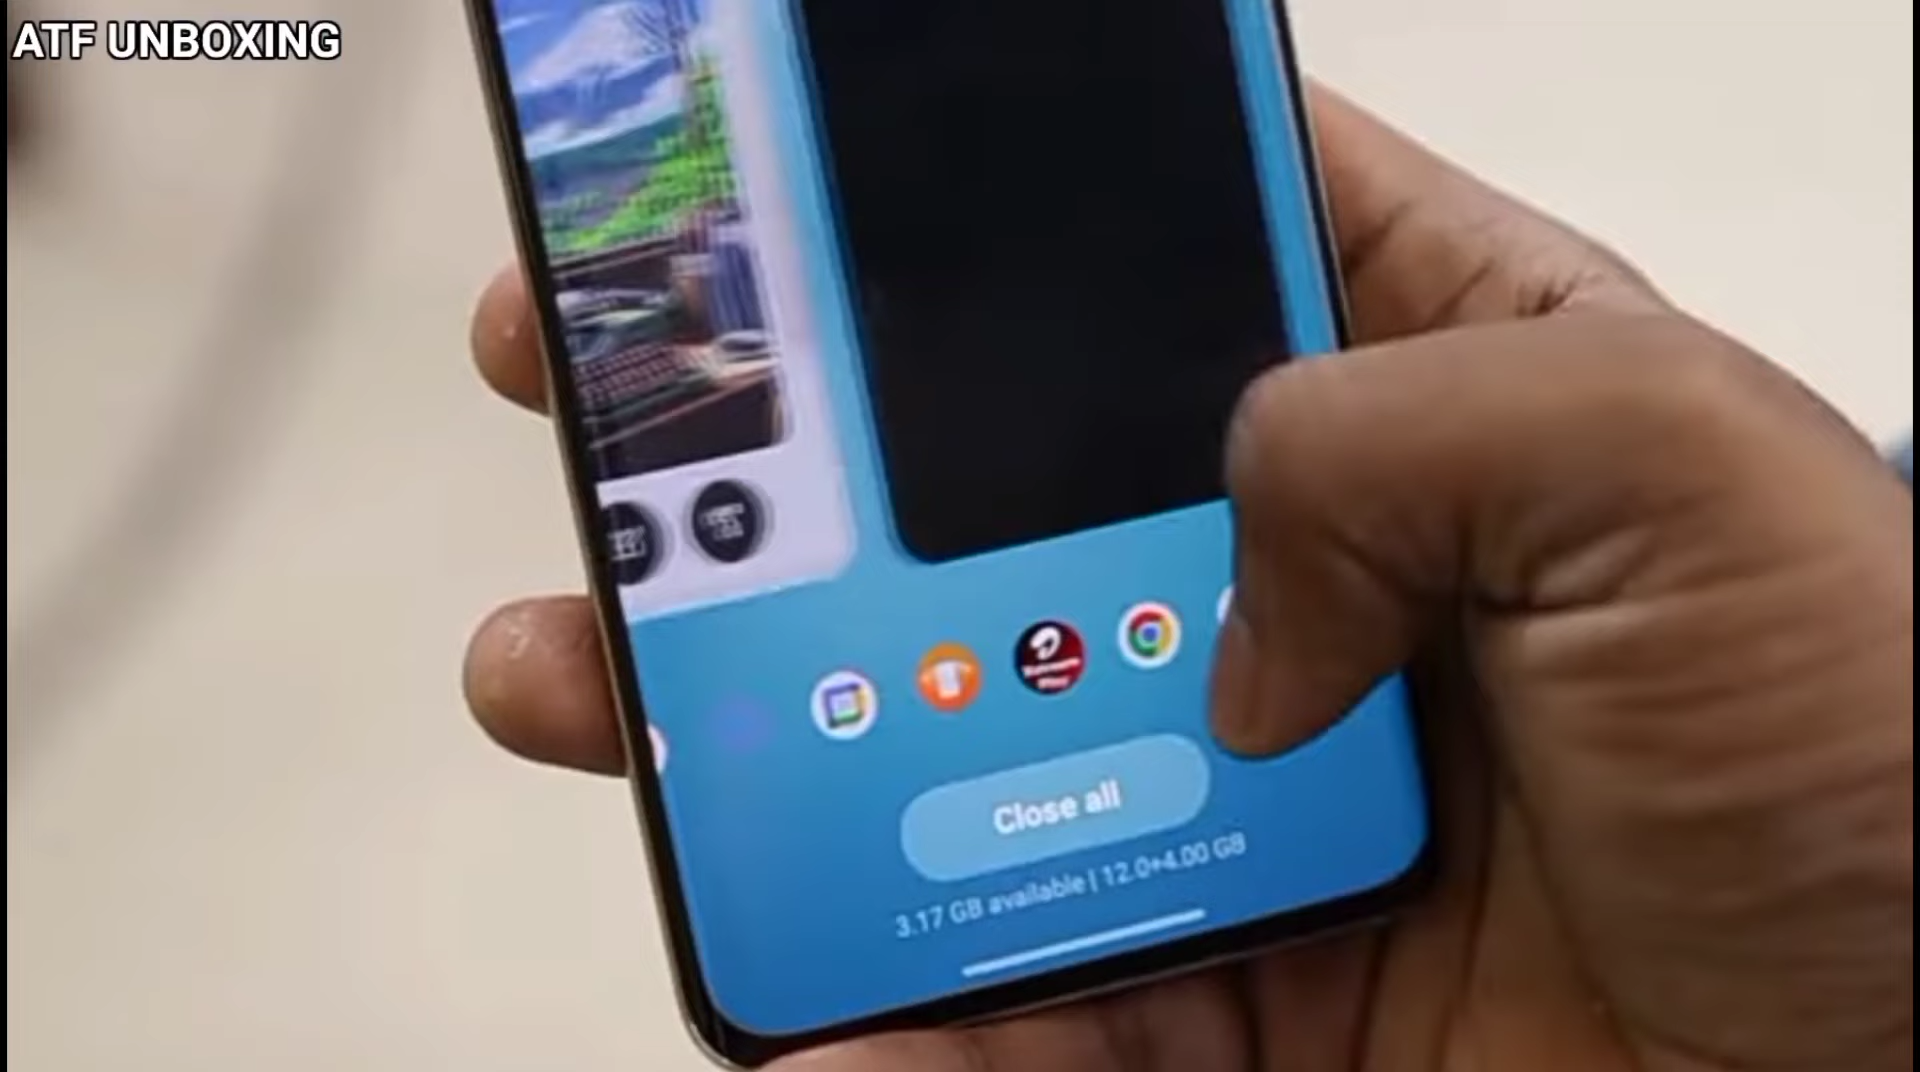 ATF UNBOXING
Close all
3.17 GB available | 12.0+4.00 GB